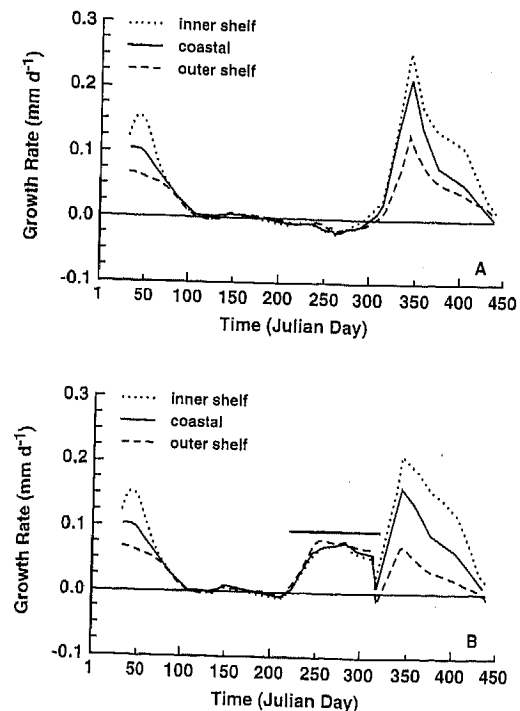 inner shelf
coastal
outer shelf
Growth Rate (mm d⁻¹)
0.3
0.2
0.1
0.0
-0.1
1 50 100 150 200 250 300 350 400 450
A
Time (Julian Day)
inner shelf
coastal
outer shelf
Growth Rate (mm d⁻¹)
0.3
0.2
0.1
0.0
-0.1
1 50 100 150 200 250 300 350 400 450
B
Time (Julian Day)